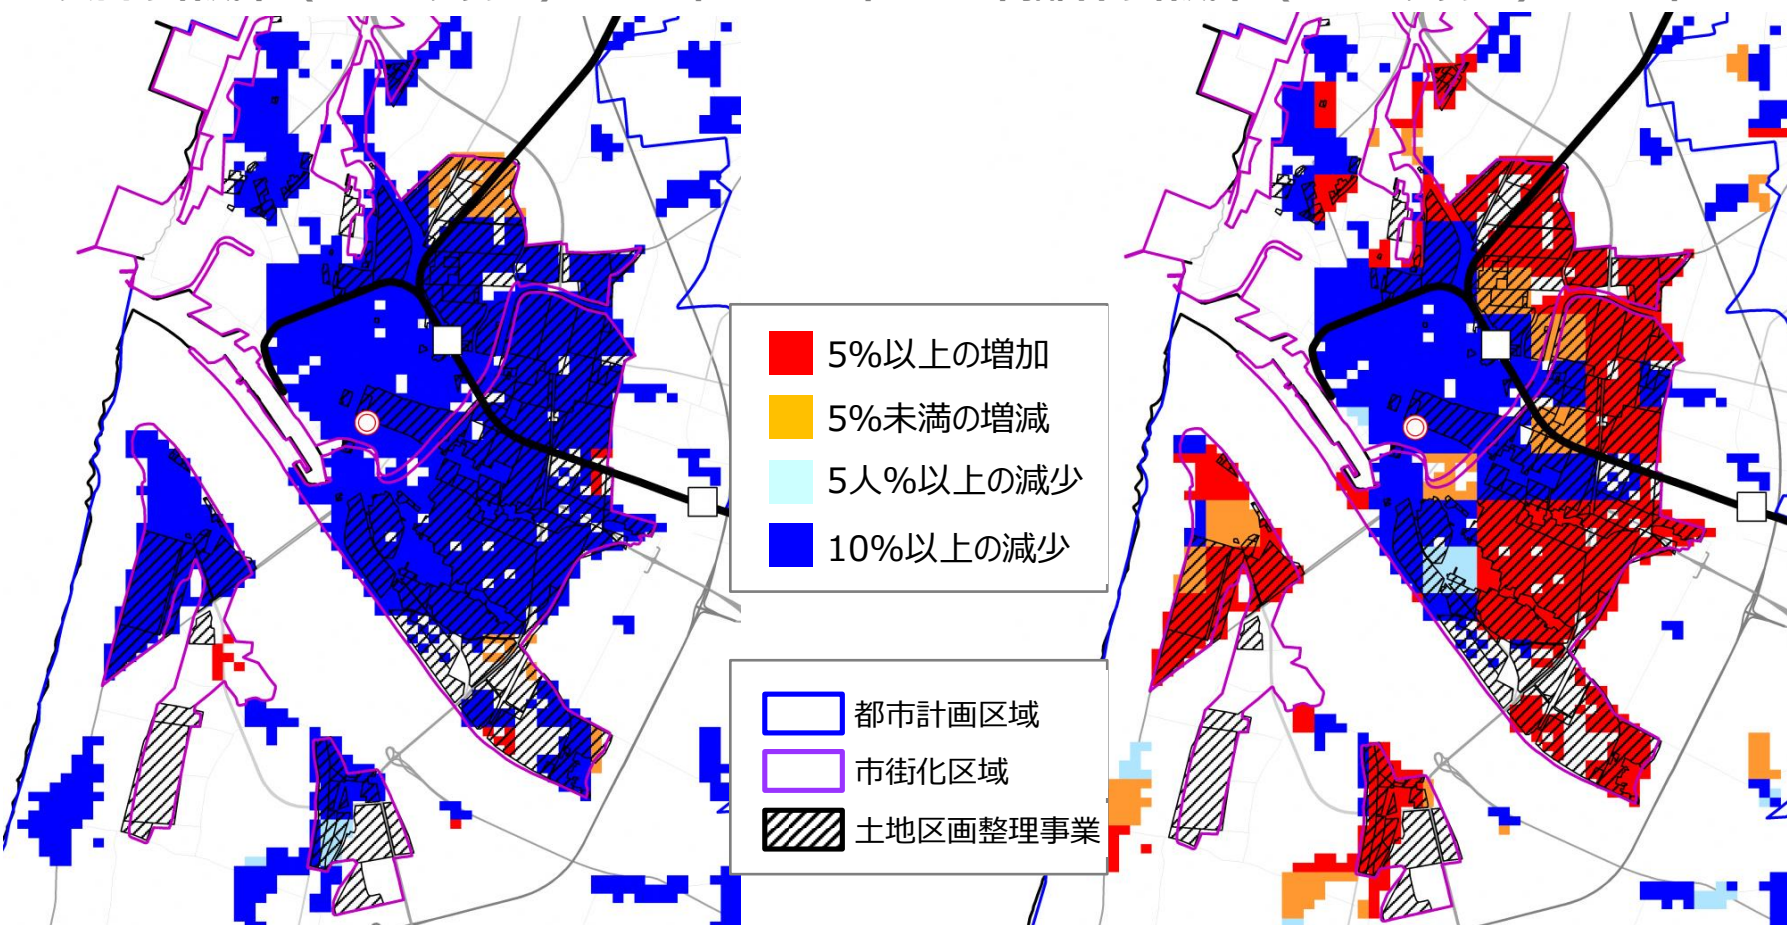 5%以上の増加
5%未満の増減
5人%以上の減少
10%以上の減少
都市計画区域
市街化区域
土地区画整理事業